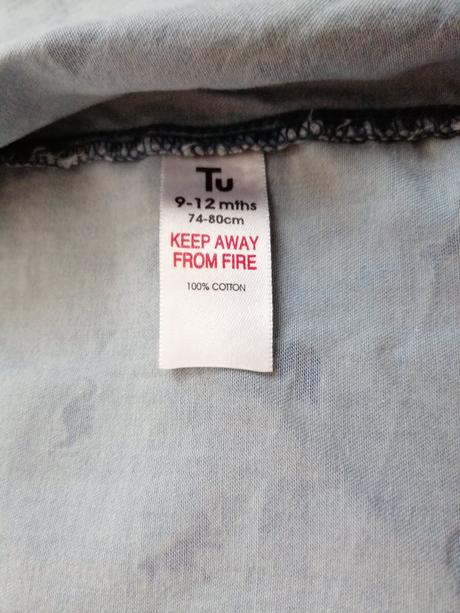 Tu
9-12 mths
74-80cm
KEEP AWAY
FROM FIRE
100% COTTON